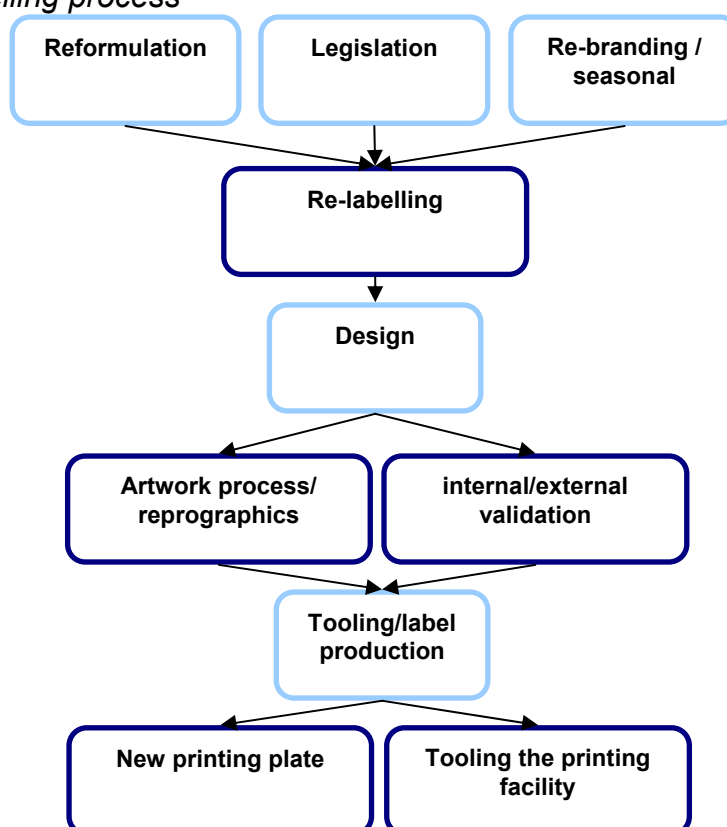 lling process
Reformulation
Legislation
Re-branding /
seasonal
Re-labelling
Design
Artwork process/
reprographics
internal/external
validation
Tooling/label
production
New printing plate
Tooling the printing
facility